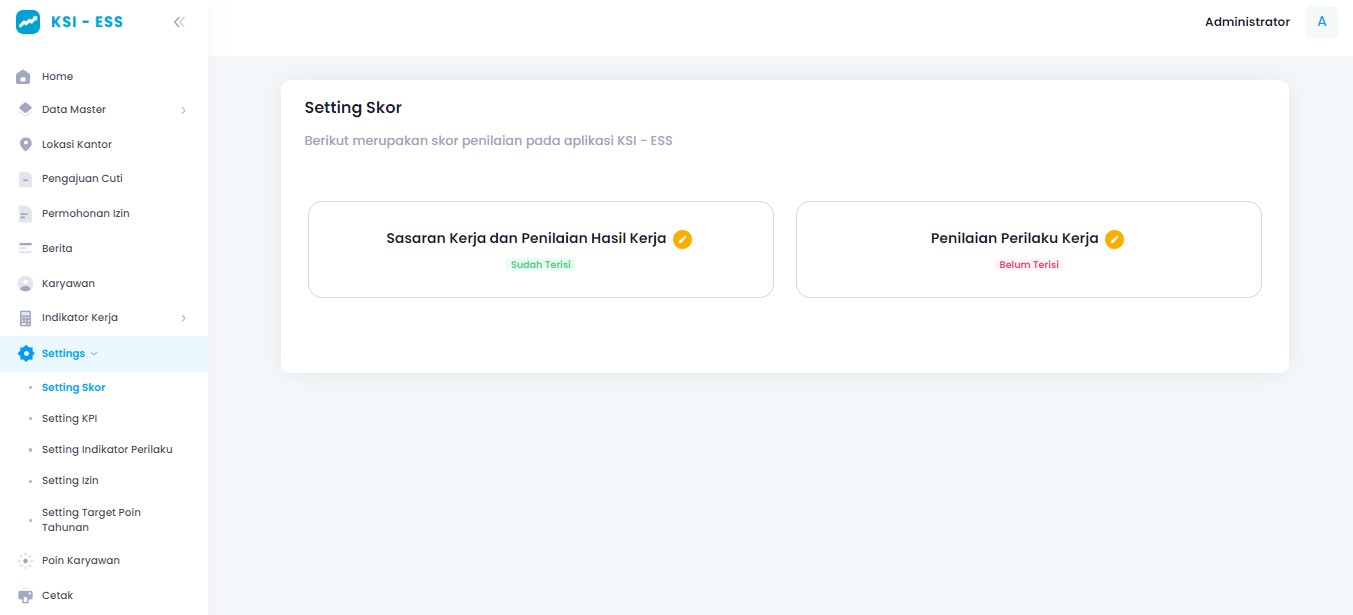 KSI - ESS
Administrator
A
Home
Data Master
Lokasi Kantor
Pengajuan Cuti
Permohonan Izin
Berita
Karyawan
Indikator Kerja
Settings
Setting Skor
Setting KPI
Setting Indikator Perilaku
Setting Izin
Setting Target Poin
Tahunan
Poin Karyawan
Cetak
Setting Skor
Berikut merupakan skor penilaian pada aplikasi KSI - ESS
Sasaran Kerja dan Penilaian Hasil Kerja
Sudah Terisi
Penilaian Perilaku Kerja
Belum Terisi